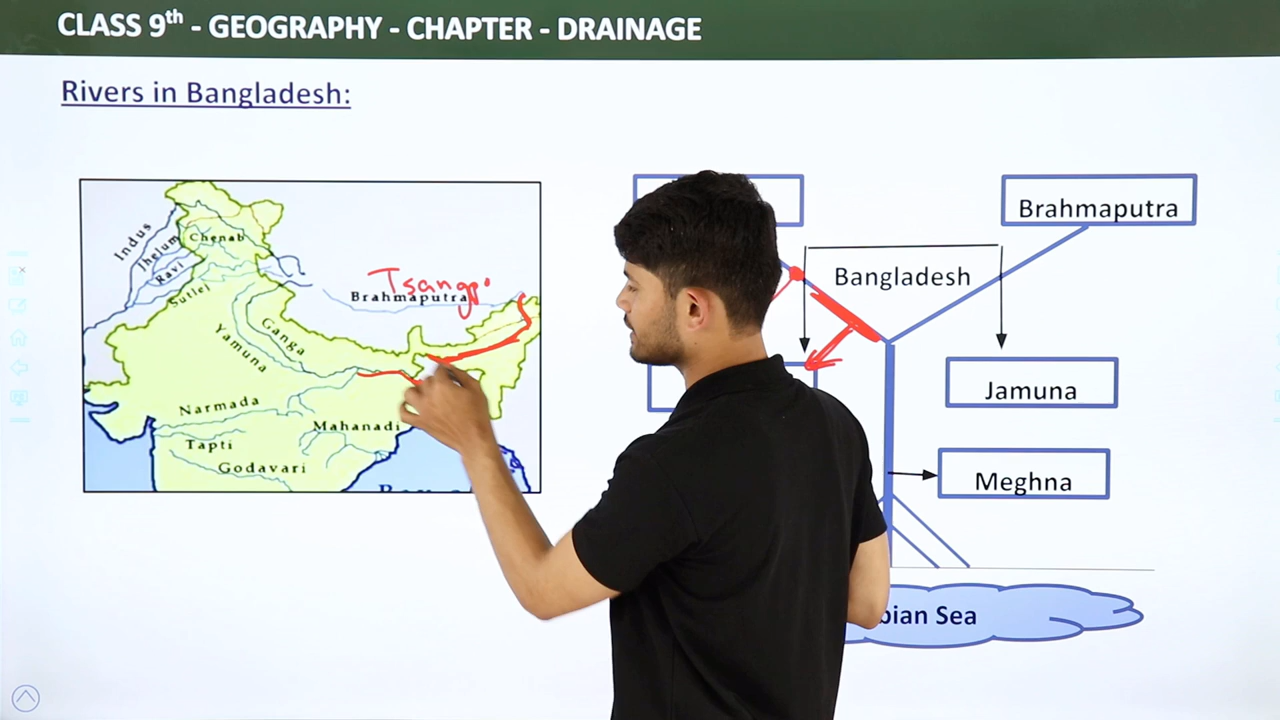 CLASS 9th - GEOGRAPHY - CHAPTER - DRAINAGE
Rivers in Bangladesh:
Indus
Jhelum
Chenab
Ravi
Sutlej
Tsangpo
Brahmaputra
Ganga
Yamuna
Narmada
Mahanadi
Tapti
Godavari
Brahmaputra
Bangladesh
Jamuna
Meghna
Sea